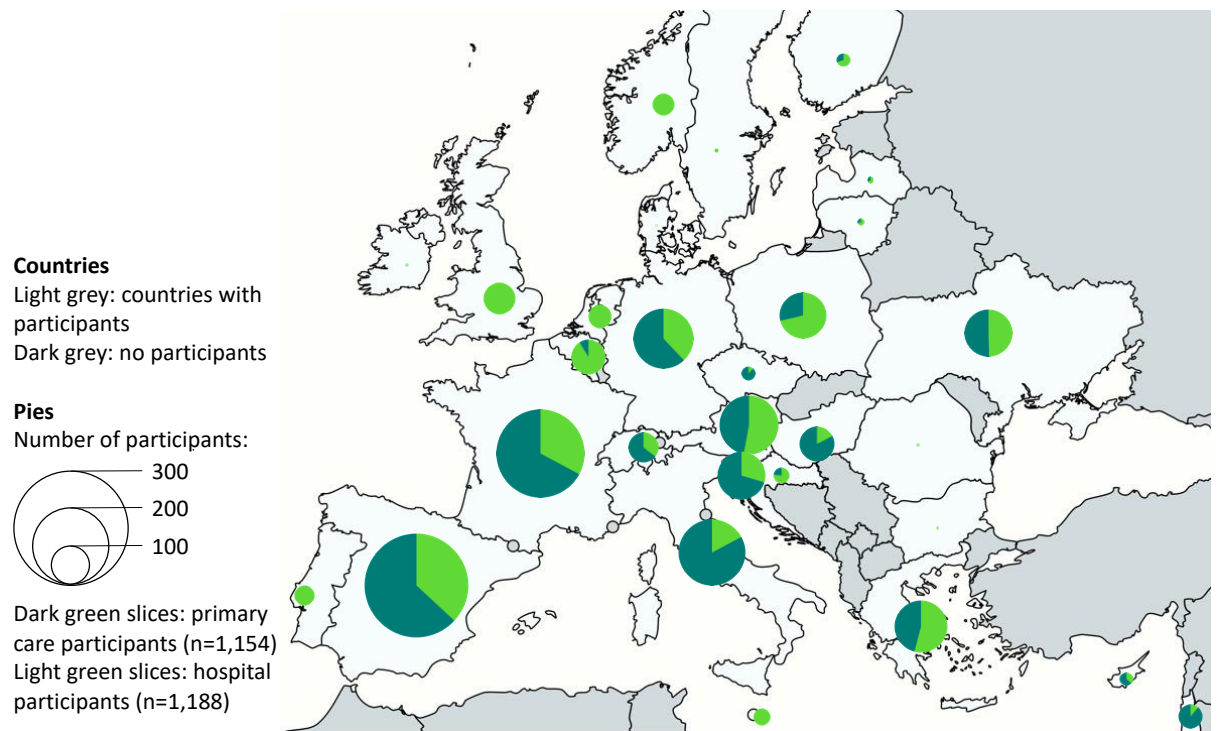 Countries
Light grey: countries with
participants
Dark grey: no participants
Pies
Number of participants:
300
200
100
Dark green slices: primary
care participants (n=1,154)
Light green slices: hospital
participants (n=1,188)